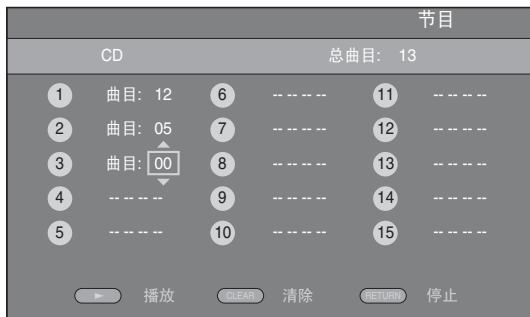 节目
CD 总曲目: 13
1 曲目: 12 6 -- -- -- -- 11 -- -- -- --
2 曲目: 05 7 -- -- -- -- 12 -- -- -- --
3 曲目: 00 8 -- -- -- -- 13 -- -- -- --
4 -- -- -- -- 9 -- -- -- -- 14 -- -- -- --
5 -- -- -- -- 10 -- -- -- -- 15 -- -- -- --
播放 CLEAR 清除 RETURN 停止